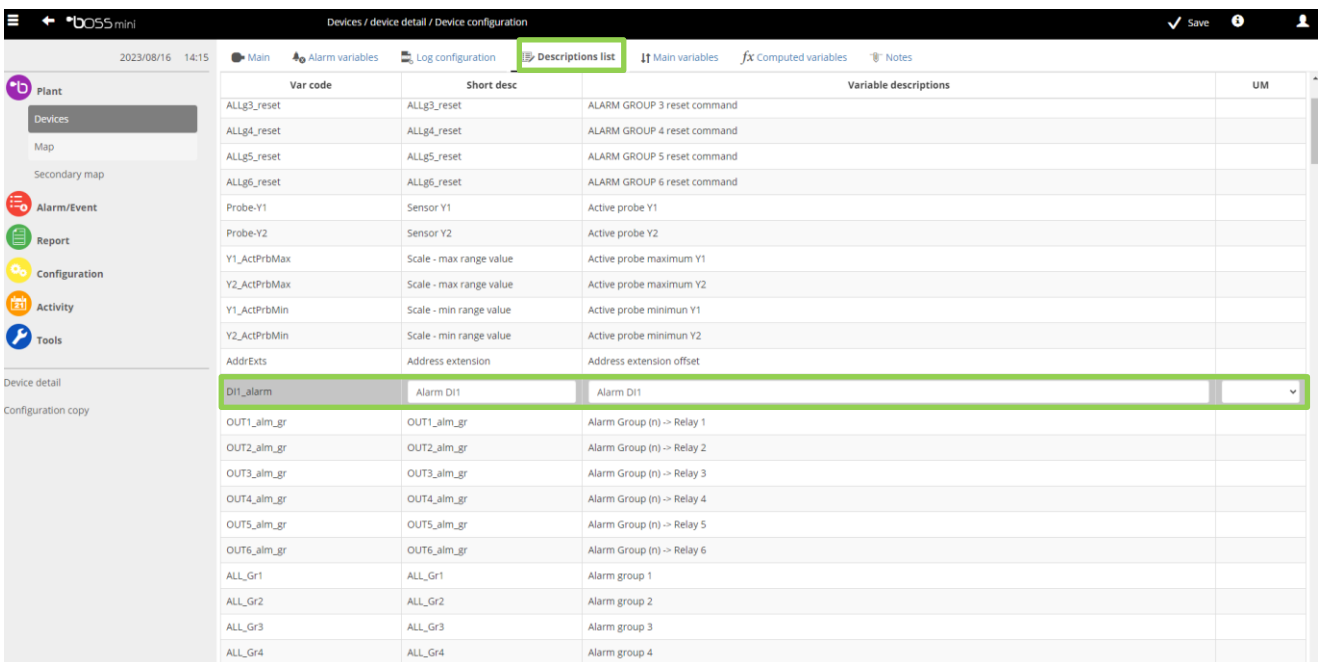 boss mini Devices / device detail / Device configuration Save
2023/08/16 14:15 Main Alarm variables Log configuration Descriptions list Main variables fx Computed variables Notes
Plant
Devices
Map
Secondary map
Alarm/Event
Report
Configuration
Activity
21
Tools
Device detail
Configuration copy
Var code Short desc Variable descriptions UM
ALLg3_reset ALLg3_reset ALARM GROUP 3 reset command
ALLg4_reset ALLg4_reset ALARM GROUP 4 reset command
ALLg5_reset ALLg5_reset ALARM GROUP 5 reset command
ALLg6_reset ALLg6_reset ALARM GROUP 6 reset command
Probe-Y1 Sensor Y1 Active probe Y1
Probe-Y2 Sensor Y2 Active probe Y2
Y1_ActPrbMax Scale - max range value Active probe maximum Y1
Y2_ActPrbMax Scale - max range value Active probe maximum Y2
Y1_ActPrbMin Scale - min range value Active probe minimun Y1
Y2_ActPrbMin Scale - min range value Active probe minimun Y2
AddrExts Address extension Address extension offset
DI1_alarm Alarm DI1 Alarm DI1
OUT1_alm_gr OUT1_alm_gr Alarm Group (n) -> Relay 1
OUT2_alm_gr OUT2_alm_gr Alarm Group (n) -> Relay 2
OUT3_alm_gr OUT3_alm_gr Alarm Group (n) -> Relay 3
OUT4_alm_gr OUT4_alm_gr Alarm Group (n) -> Relay 4
OUT5_alm_gr OUT5_alm_gr Alarm Group (n) -> Relay 5
OUT6_alm_gr OUT6_alm_gr Alarm Group (n) -> Relay 6
ALL_Gr1 ALL_Gr1 Alarm group 1
ALL_Gr2 ALL_Gr2 Alarm group 2
ALL_Gr3 ALL_Gr3 Alarm group 3
ALL_Gr4 ALL_Gr4 Alarm group 4